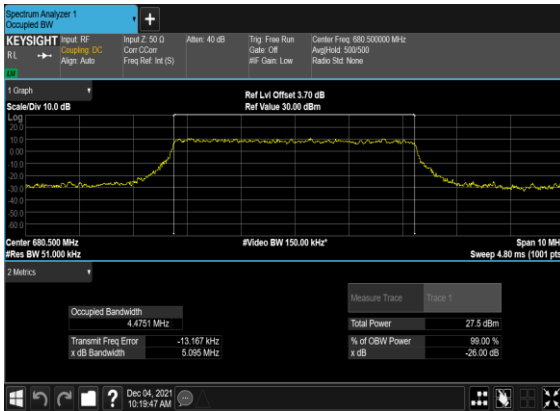 Spectrum Analyzer 1
Occupied BW
+
KEYSIGHT
RL
LXI
Input: RF
Coupling: DC
Align: Auto
Input Z: 50 Ω
Corr CCorr
Freq Ref: Int (S)
Atten: 40 dB
Trig: Free Run
Gate: Off
#IF Gain: Low
Center Freq: 680.500000 MHz
Avg|Hold: 500/500
Radio Std: None
1 Graph
Scale/Div 10.0 dB
Ref Lvl Offset 3.70 dB
Ref Value 30.00 dBm
Log
20.0
10.0
0.00
-10.0
-20.0
-30.0
-40.0
-50.0
-60.0
Center 680.500 MHz
#Res BW 51.000 kHz
#Video BW 150.00 kHz*
Span 10 MH
Sweep 4.80 ms (1001 pts
2 Metrics
Measure Trace Trace 1
Occupied Bandwidth
4.4751 MHz
Total Power 27.5 dBm
Transmit Freq Error -13.167 kHz
% of OBW Power 99.00 %
x dB Bandwidth 5.095 MHz
x dB -26.00 dB
?
Dec 04, 2021
10:19:47 AM